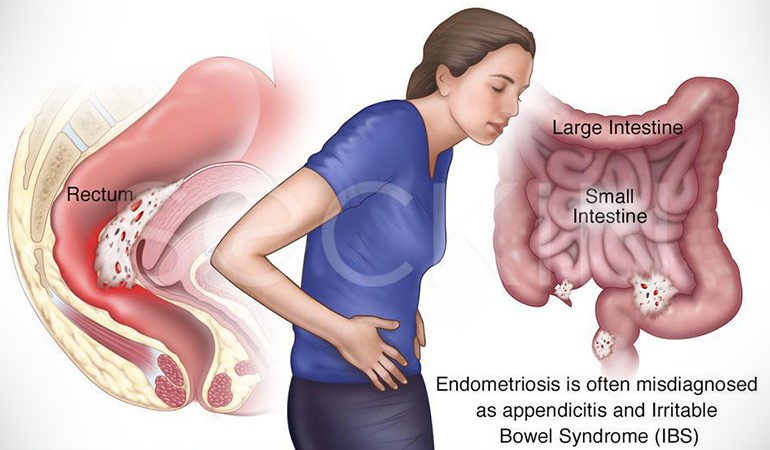 Rectum
Large Intestine
Small
Intestine
Endometriosis is often misdiagnosed
as appendicitis and Irritable
Bowel Syndrome (IBS)